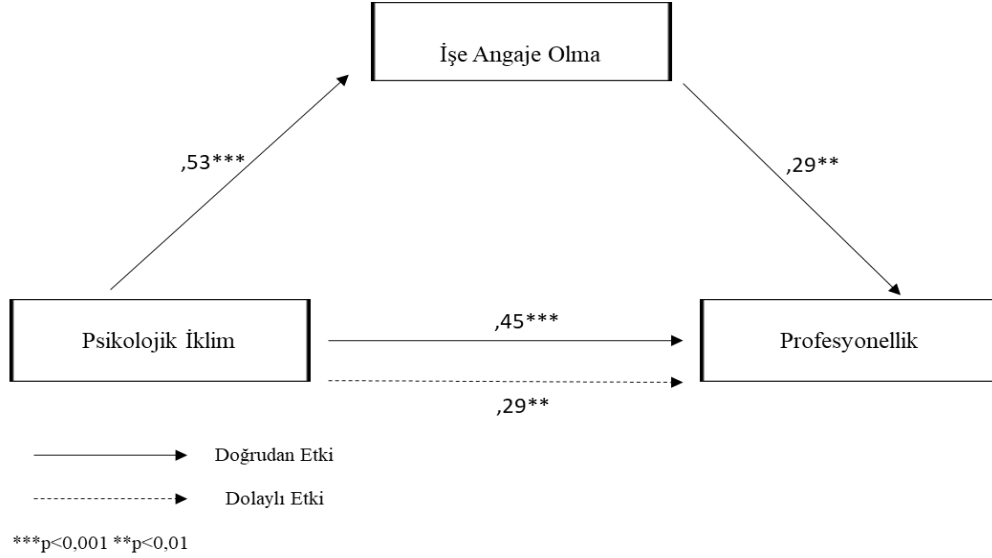 İşe Angaje Olma
,53***
,29**
Psikolojik İklim
,45***
Profesyonellik
,29**
Doğrudan Etki
Dolaylı Etki
***p<0,001 **p<0,01